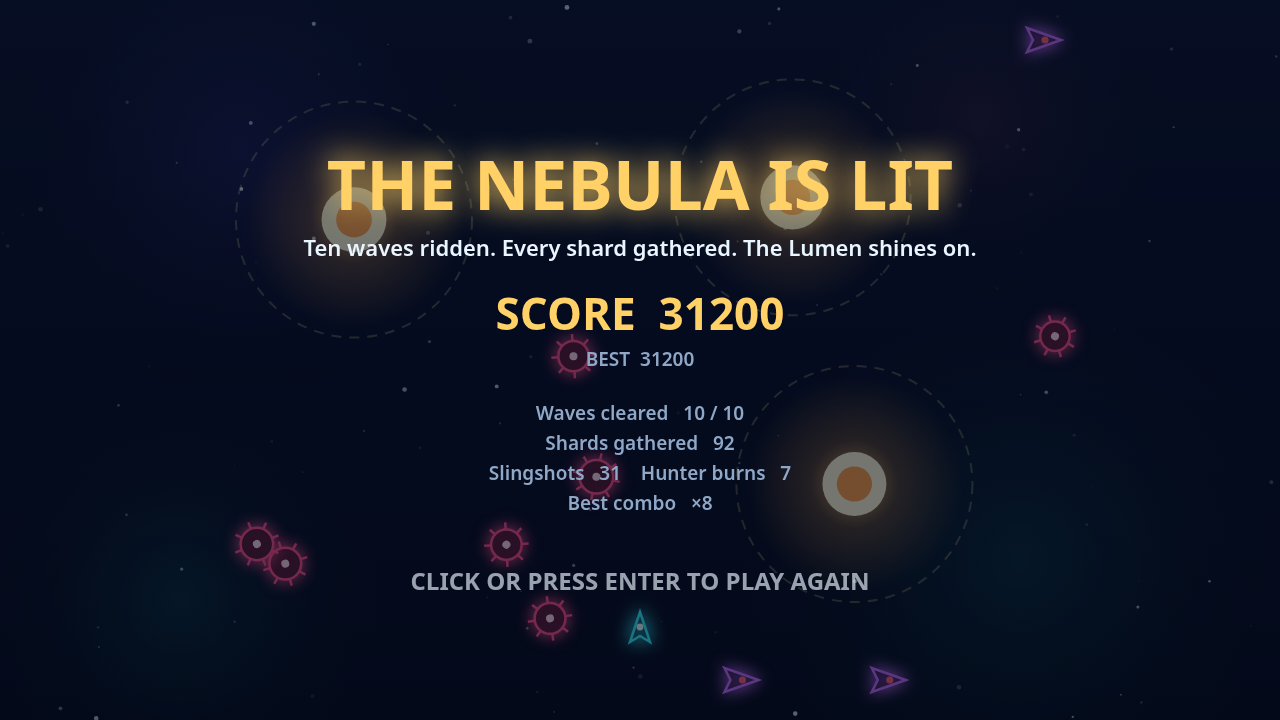 THE NEBULA IS LIT
Ten waves ridden. Every shard gathered. The Lumen shines on.
SCORE 31200
BEST 31200
Waves cleared 10 / 10
Shards gathered 92
Slingshots 31 Hunter burns 7
Best combo ×8
CLICK OR PRESS ENTER TO PLAY AGAIN